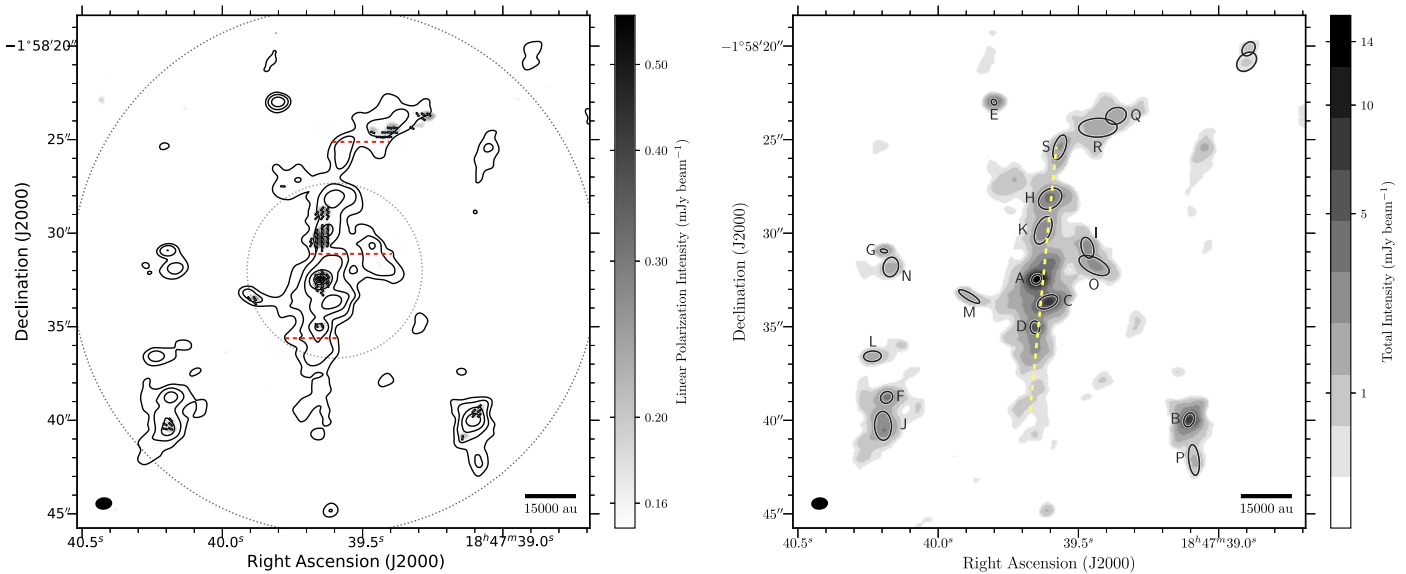 −1°58′20″
25″
30″
35″
40″
45″
Declination (J2000)
40.5ˢ
40.0ˢ
39.5ˢ
18ʰ47ᵐ39.0ˢ
Right Ascension (J2000)
15000 au
0.50
0.40
0.30
0.20
0.16
Linear Polarization Intensity (mJy beam⁻¹)
−1°58′20″
25″
30″
35″
40″
45″
Declination (J2000)
E
Q
R
S
H
K
I
G
N
A
O
M
C
D
L
F
J
B
P
15000 au
40.5ˢ
40.0ˢ
39.5ˢ
18ʰ47ᵐ39.0ˢ
Right Ascension (J2000)
14
10
5
1
Total Intensity (mJy beam⁻¹)